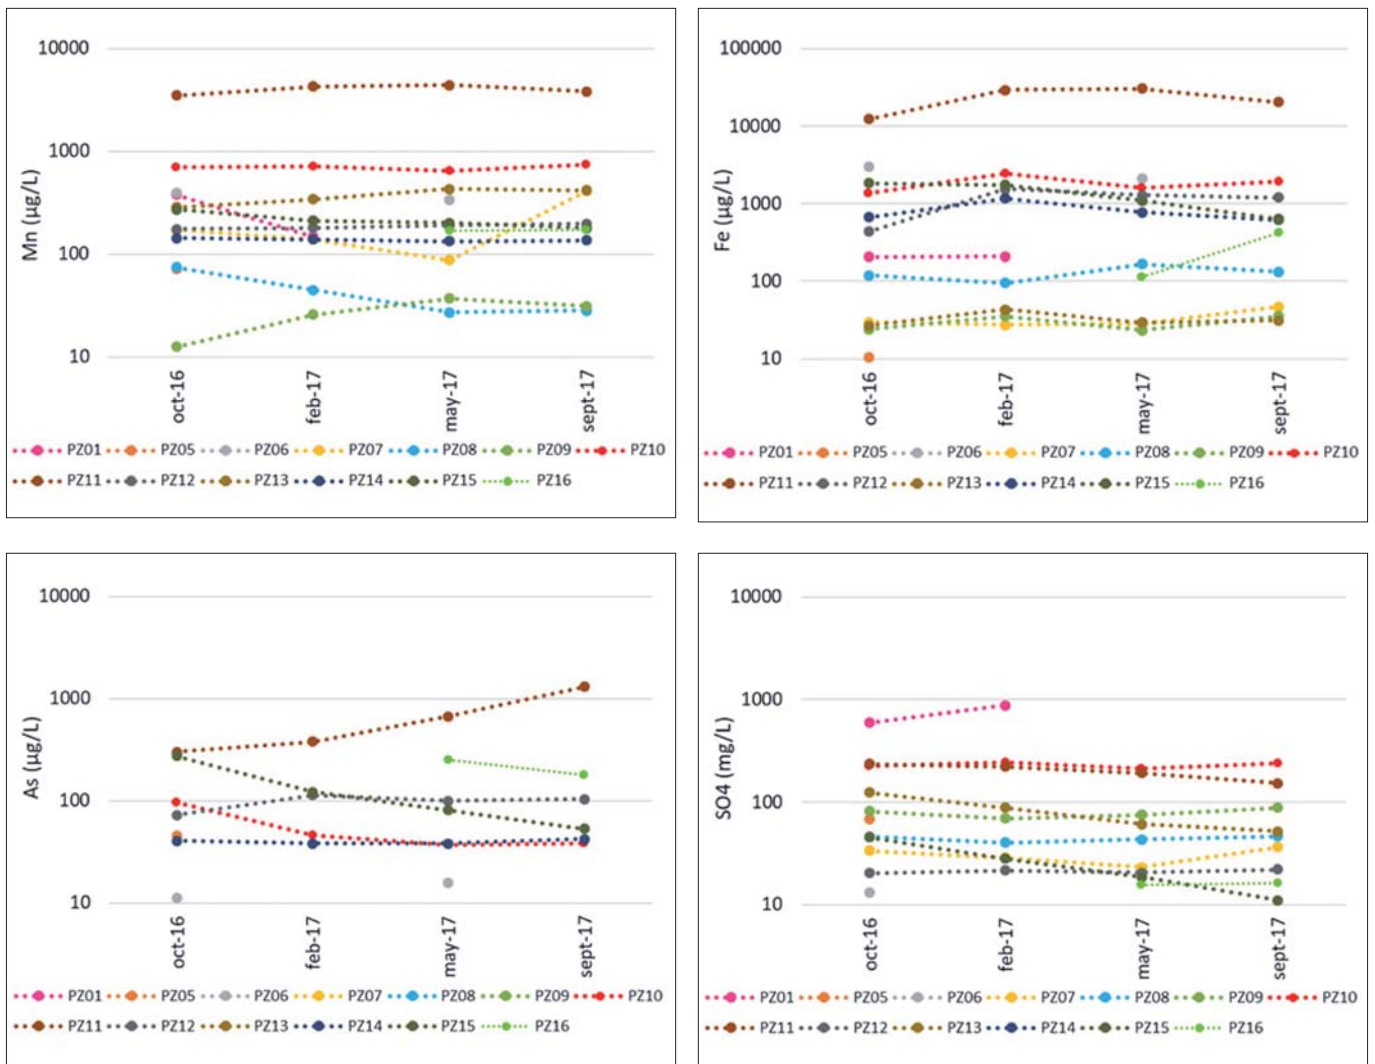 10000
1000
100
10
Mn (µg/L)
oct-16
feb-17
may-17
sept-17
PZ01 PZ05 PZ06 PZ07 PZ08 PZ09 PZ10
PZ11 PZ12 PZ13 PZ14 PZ15 PZ16
100000
10000
1000
100
10
Fe (µg/L)
oct-16
feb-17
may-17
sept-17
PZ01 PZ05 PZ06 PZ07 PZ08 PZ09 PZ10
PZ11 PZ12 PZ13 PZ14 PZ15 PZ16
10000
1000
100
10
As (µg/L)
oct-16
feb-17
may-17
sept-17
PZ01 PZ05 PZ06 PZ07 PZ08 PZ09 PZ10
PZ11 PZ12 PZ13 PZ14 PZ15 PZ16
10000
1000
100
10
SO4 (mg/L)
oct-16
feb-17
may-17
sept-17
PZ01 PZ05 PZ06 PZ07 PZ08 PZ09 PZ10
PZ11 PZ12 PZ13 PZ14 PZ15 PZ16